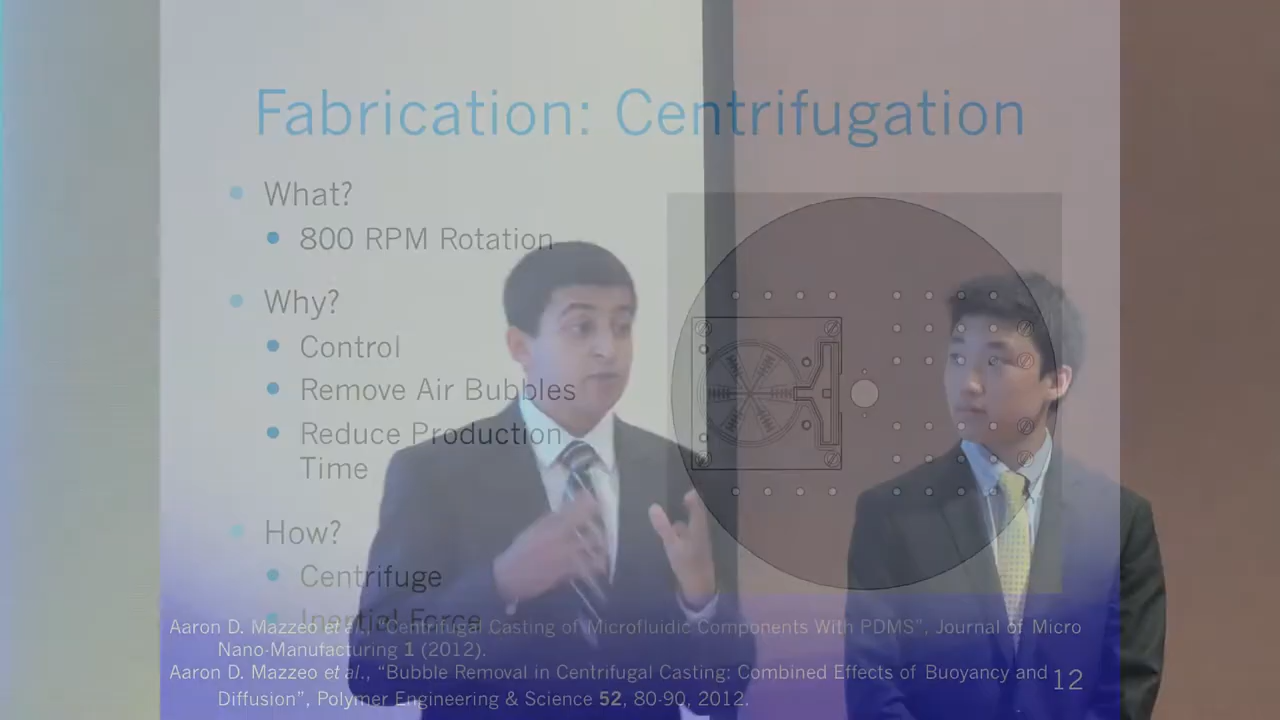 Fabrication: Centrifugation
What?
800 RPM Rotation
Why?
Control
Remove Air Bubbles
Reduce Production
Time
How?
Centrifuge
Inertial Force
Aaron D. Mazzeo et al., “Centrifugal Casting of Microfluidic Components With PDMS”, Journal of Micro
Nano-Manufacturing 1 (2012).
Aaron D. Mazzeo et al., “Bubble Removal in Centrifugal Casting: Combined Effects of Buoyancy and
Diffusion”, Polymer Engineering & Science 52, 80-90, 2012.
12